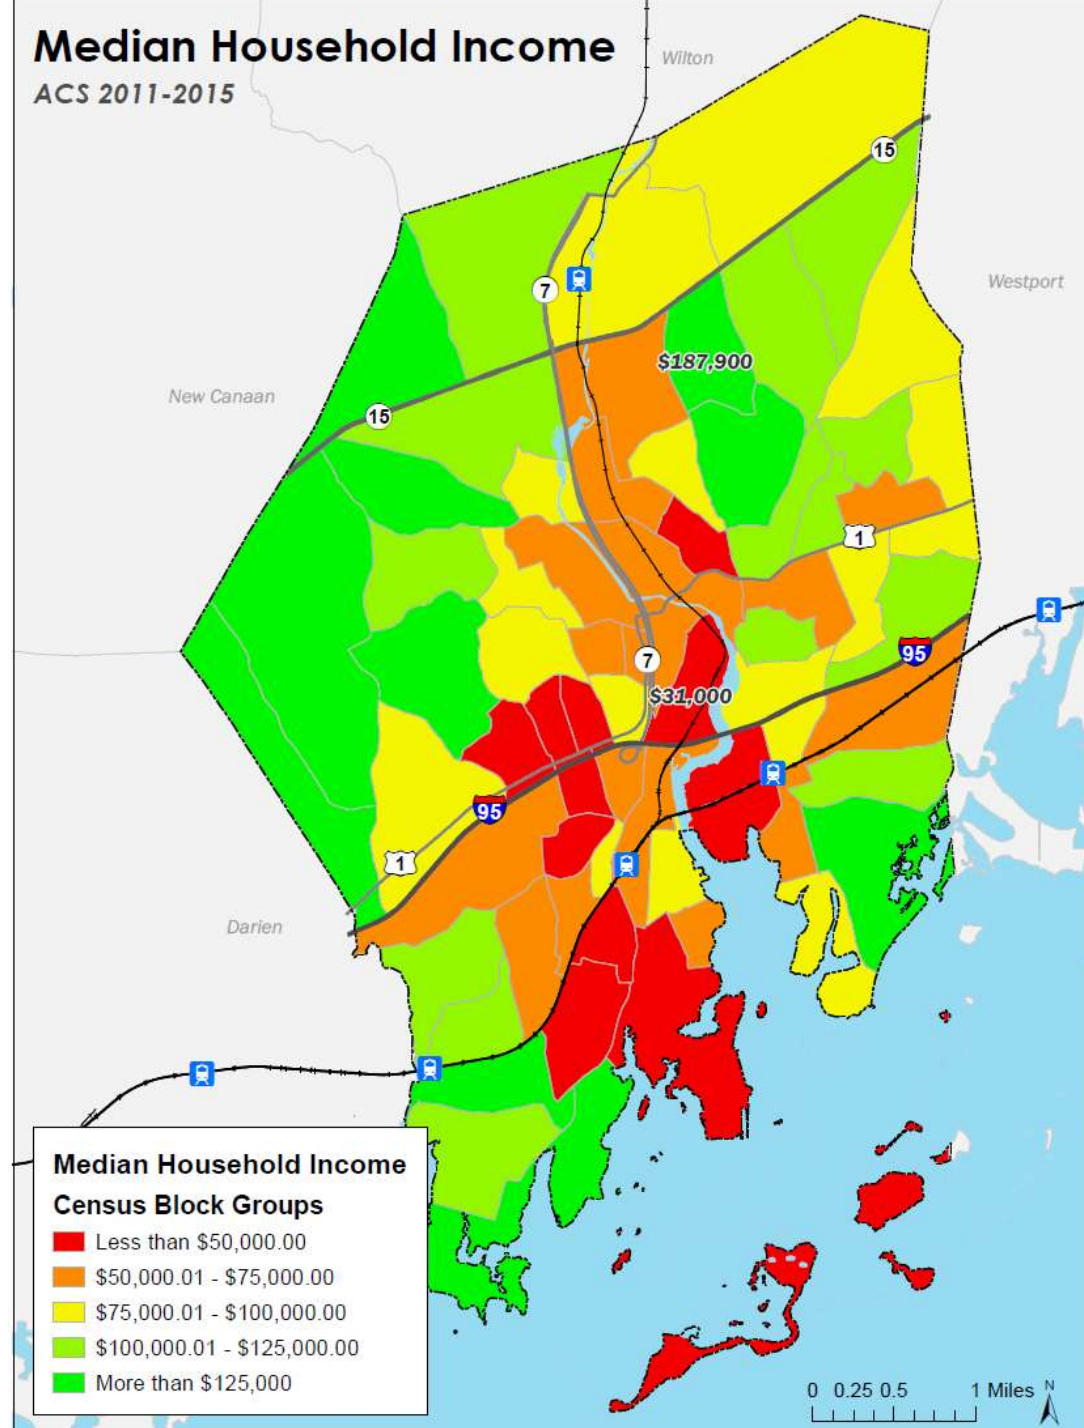 Median Household Income
ACS 2011-2015
Wilton
15
Westport
7
$187,900
New Canaan
15
1
95
7
$31,000
95
1
Darien
Median Household Income
Census Block Groups
Less than $50,000.00
$50,000.01 - $75,000.00
$75,000.01 - $100,000.00
$100,000.01 - $125,000.00
More than $125,000
0 0.25 0.5 1 Miles
N